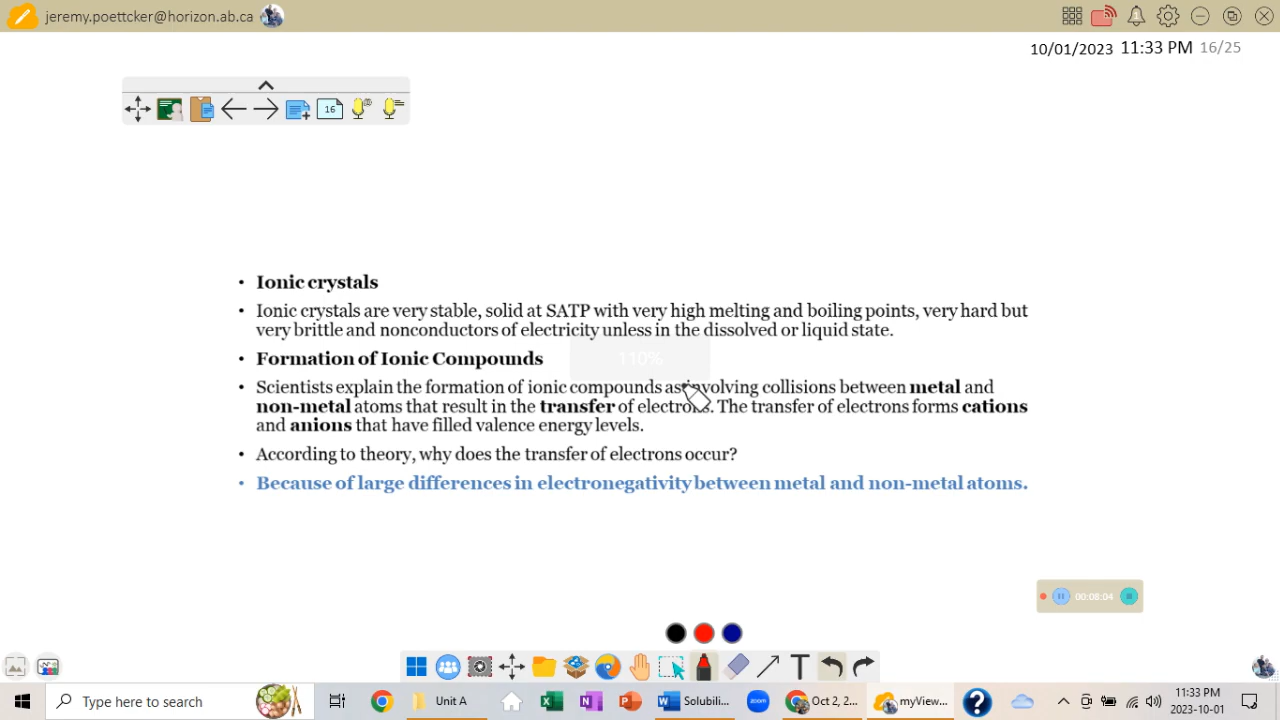 jeremy.poettcker@horizon.ab.ca
10/01/2023 11:33 PM 16/25
16
• Ionic crystals
• Ionic crystals are very stable, solid at SATP with very high melting and boiling points, very hard but
very brittle and nonconductors of electricity unless in the dissolved or liquid state.
110%
• Formation of Ionic Compounds
• Scientists explain the formation of ionic compounds as involving collisions between metal and
non-metal atoms that result in the transfer of electrons. The transfer of electrons forms cations
and anions that have filled valence energy levels.
• According to theory, why does the transfer of electrons occur?
• Because of large differences in electronegativity between metal and non-metal atoms.
00:08:04
T
Type here to search
Unit A
Solubili...
zoom
Oct 2, 2...
myView...
11:33 PM
2023-10-01